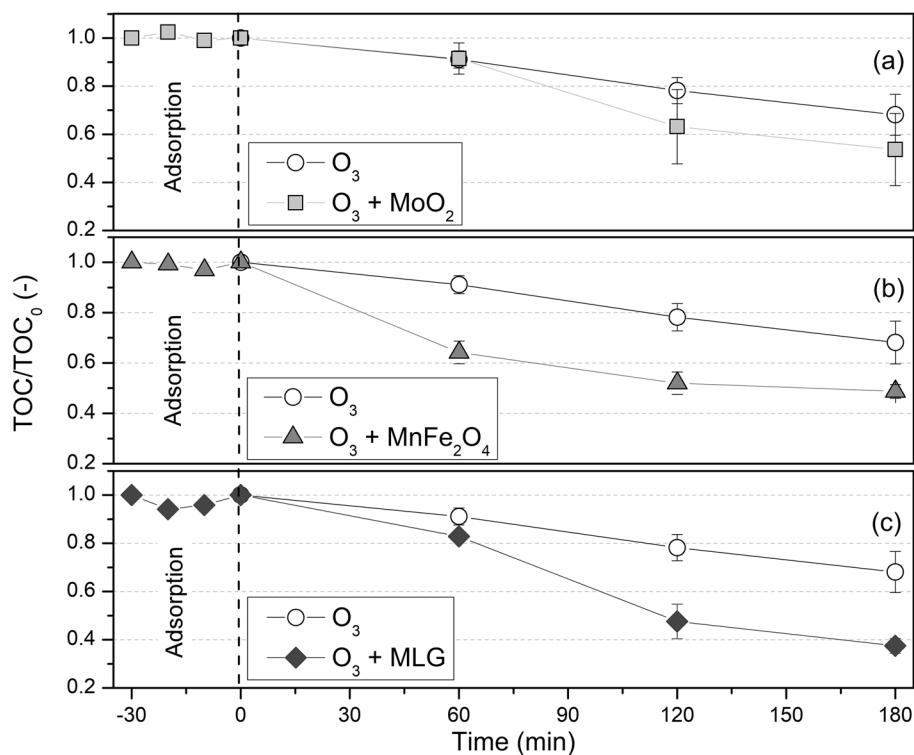 TOC/TOC₀ (-)
1.0
0.8
0.6
0.4
0.2
Adsorption
(a)
O₃
O₃ + MoO₂
1.0
0.8
0.6
0.4
0.2
Adsorption
(b)
O₃
O₃ + MnFe₂O₄
1.0
0.8
0.6
0.4
0.2
Adsorption
(c)
O₃
O₃ + MLG
-30 0 30 60 90 120 150 180
Time (min)